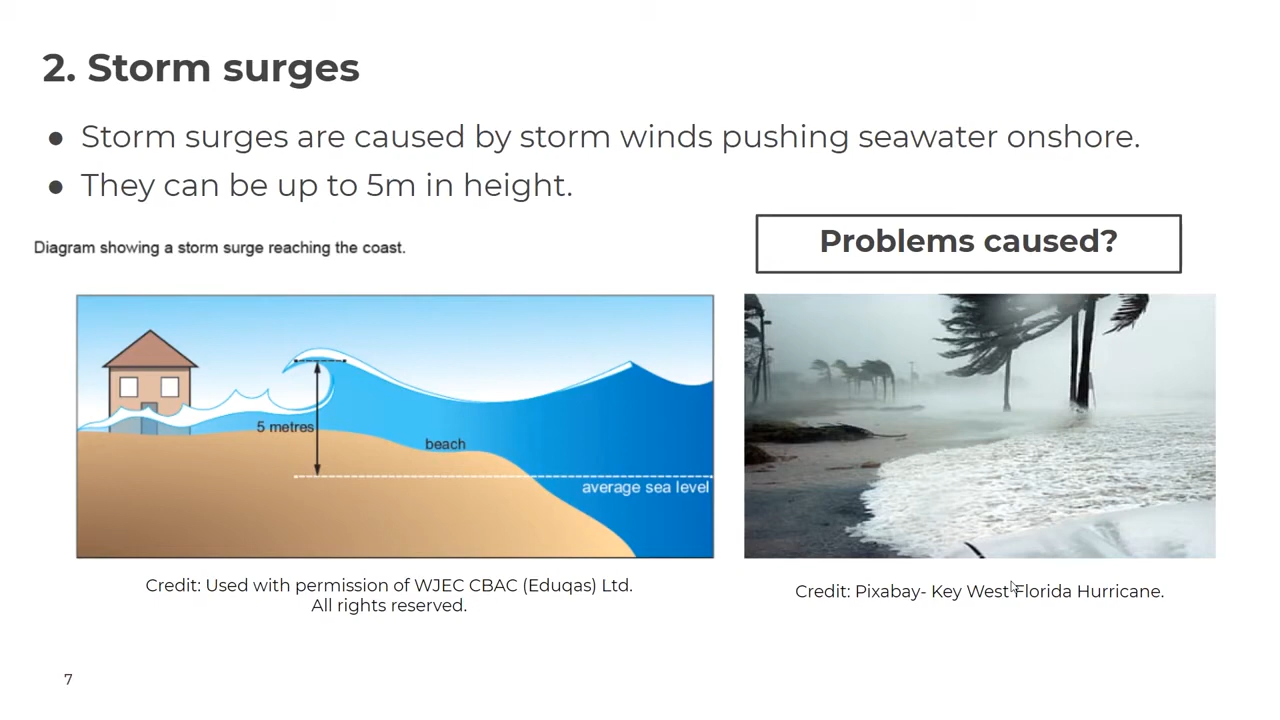 2. Storm surges
● Storm surges are caused by storm winds pushing seawater onshore.
● They can be up to 5m in height.
Diagram showing a storm surge reaching the coast.
Problems caused?
5 metres
beach
average sea level
Credit: Used with permission of WJEC CBAC (Eduqas) Ltd.
All rights reserved.
Credit: Pixabay- Key West Florida Hurricane.
7